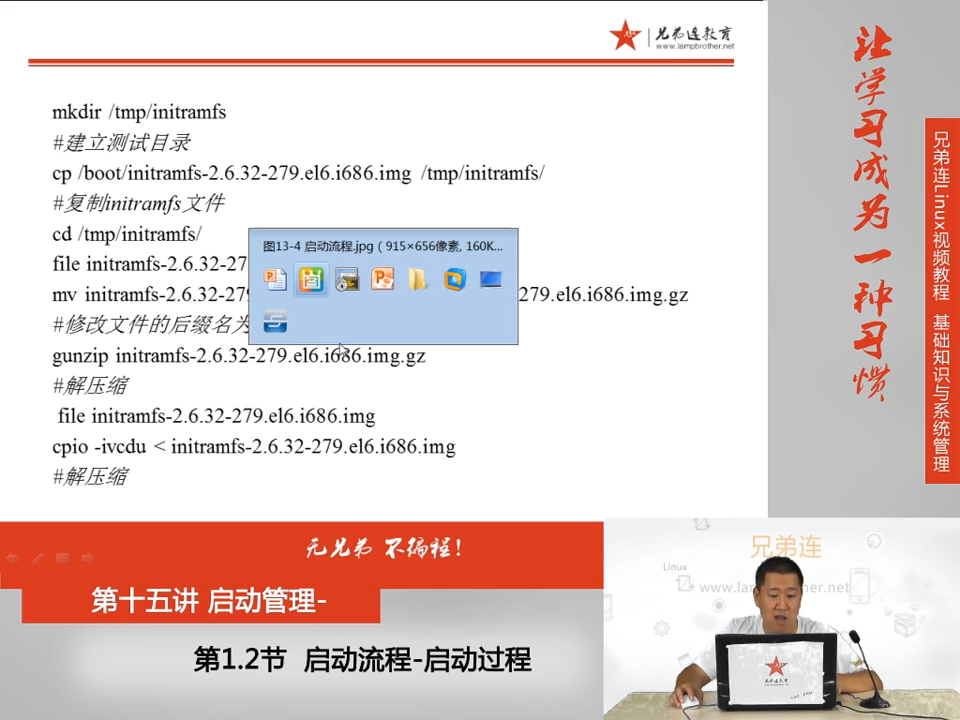 兄弟连教育
www.lampbrother.net
mkdir /tmp/initramfs
#建立测试目录
cp /boot/initramfs-2.6.32-279.el6.i686.img /tmp/initramfs/
#复制initramfs文件
cd /tmp/initramfs/
file initramfs-2.6.32-27
mv initramfs-2.6.32-27 279.el6.i686.img.gz
#修改文件的后缀名为
gunzip initramfs-2.6.32-279.el6.i686.img.gz
#解压缩
file initramfs-2.6.32-279.el6.i686.img
cpio -ivcdu < initramfs-2.6.32-279.el6.i686.img
#解压缩
图13-4 启动流程.jpg ( 915×656像素, 160K...
让学习成为一种习惯
兄弟连Linux视频教程 基础知识与系统管理
无兄弟 不编程!
第十五讲 启动管理-
第1.2节 启动流程-启动过程
兄弟连
Linux
www.lam
her.net
兄弟连教育